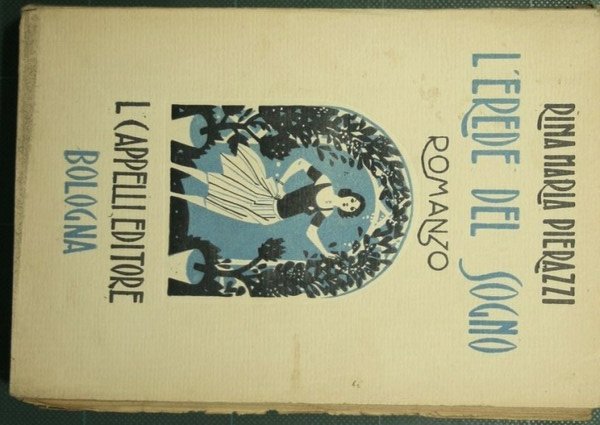 RINA MARIA PIERAZZI
L'EREDE DEL SOGNO
ROMANZO
L. CAPPELLI, EDITORE
BOLOGNA